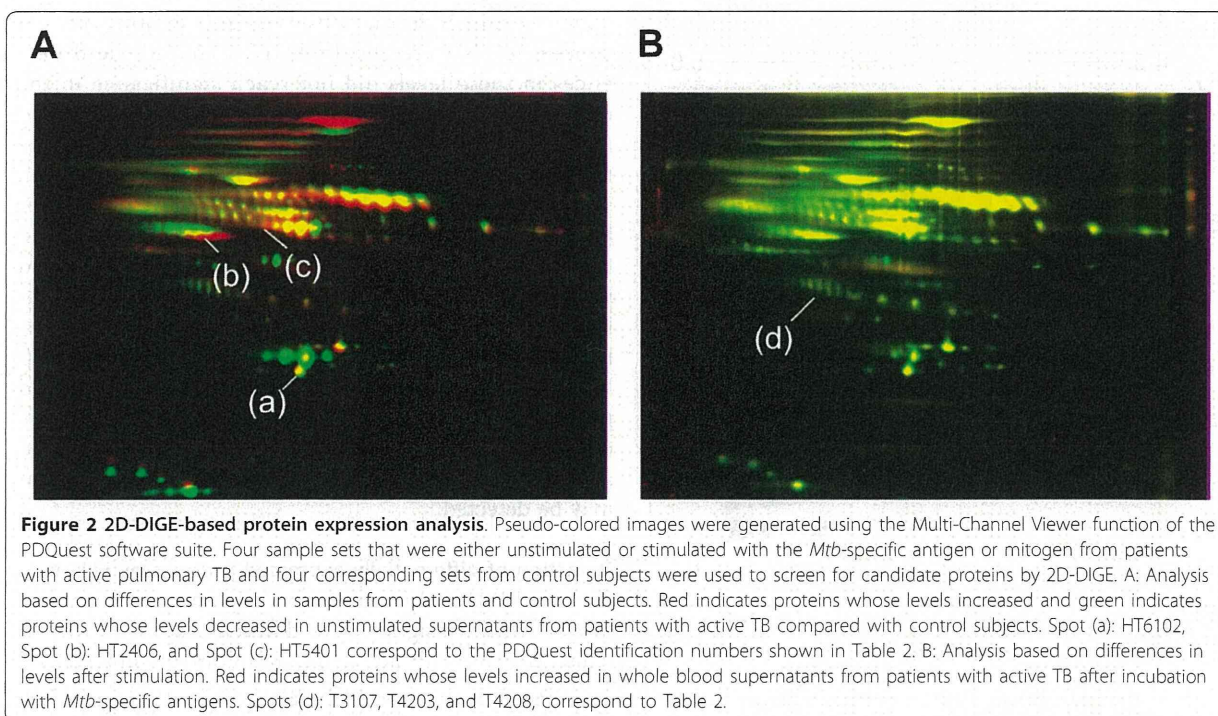 A
B
(b)
(c)
(a)
(d)
Figure 2 2D-DIGE-based protein expression analysis. Pseudo-colored images were generated using the Multi-Channel Viewer function of the
PDQuest software suite. Four sample sets that were either unstimulated or stimulated with the Mtb-specific antigen or mitogen from patients
with active pulmonary TB and four corresponding sets from control subjects were used to screen for candidate proteins by 2D-DIGE. A: Analysis
based on differences in levels in samples from patients and control subjects. Red indicates proteins whose levels increased and green indicates
proteins whose levels decreased in unstimulated supernatants from patients with active TB compared with control subjects. Spot (a): HT6102,
Spot (b): HT2406, and Spot (c): HT5401 correspond to the PDQuest identification numbers shown in Table 2. B: Analysis based on differences in
levels after stimulation. Red indicates proteins whose levels increased in whole blood supernatants from patients with active TB after incubation
with Mtb-specific antigens. Spots (d): T3107, T4203, and T4208, correspond to Table 2.